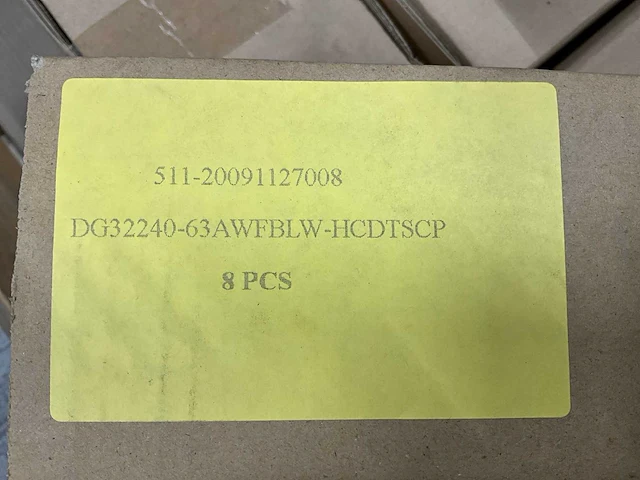 511-20091127008
DG32240-63AWFBLW-HCDTSCP
8 PCS